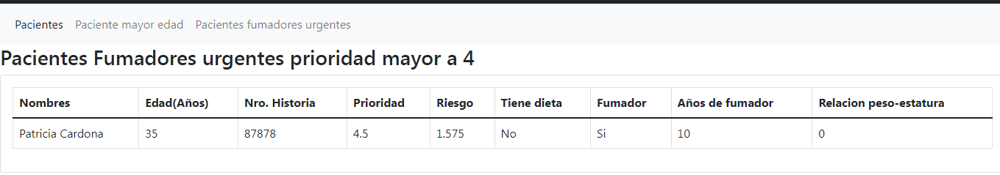 Pacientes Paciente mayor edad Pacientes fumadores urgentes
Pacientes Fumadores urgentes prioridad mayor a 4
Nombres Edad(Años) Nro. Historia Prioridad Riesgo Tiene dieta Fumador Años de fumador Relacion peso-estatura
Patricia Cardona 35 87878 4.5 1.575 No Si 10 0